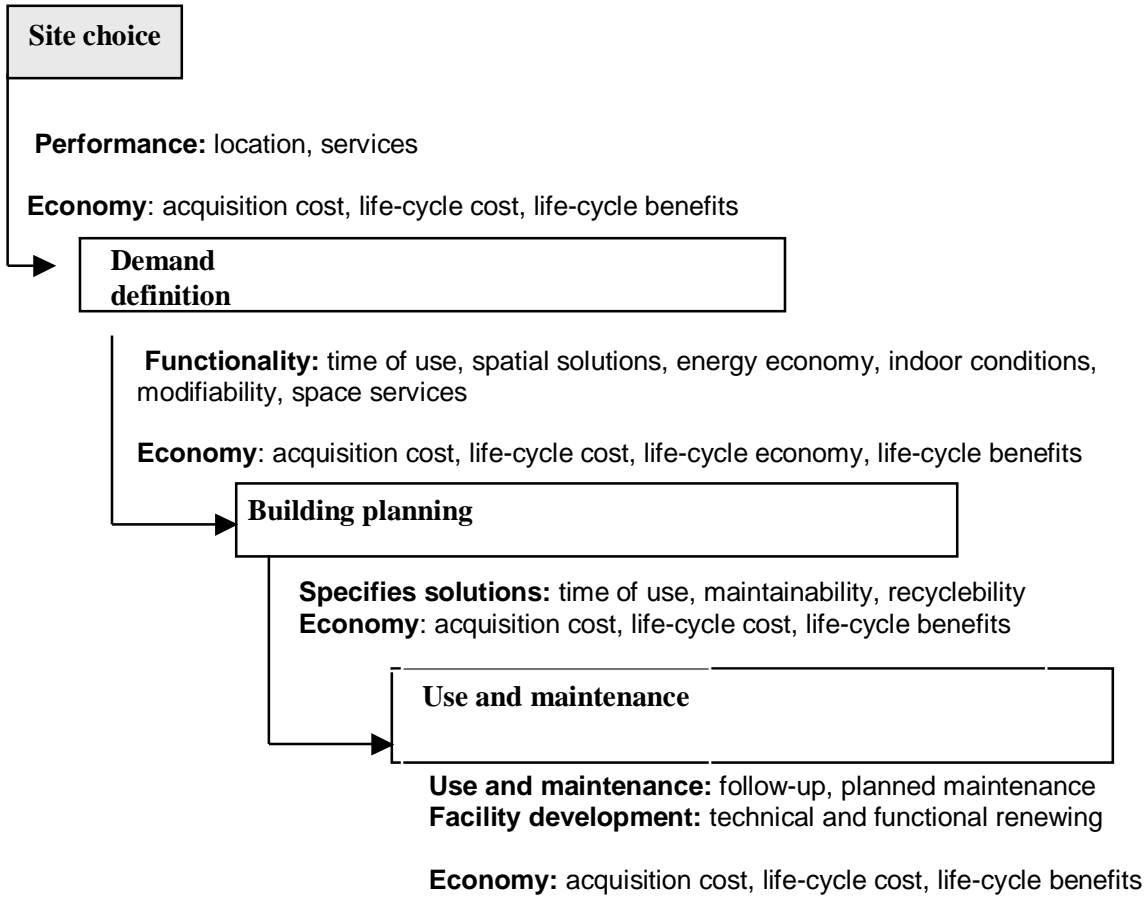 Site choice
Performance: location, services
Economy: acquisition cost, life-cycle cost, life-cycle benefits
Demand
definition
Functionality: time of use, spatial solutions, energy economy, indoor conditions,
modifiability, space services
Economy: acquisition cost, life-cycle cost, life-cycle economy, life-cycle benefits
Building planning
Specifies solutions: time of use, maintainability, recyclebility
Economy: acquisition cost, life-cycle cost, life-cycle benefits
Use and maintenance
Use and maintenance: follow-up, planned maintenance
Facility development: technical and functional renewing
Economy: acquisition cost, life-cycle cost, life-cycle benefits